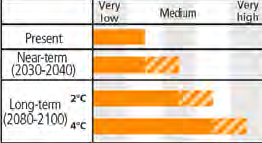 Very low Medium Very high
Present
Near-term
(2030-2040)
Long-term 2°C
(2080-2100) 4°C